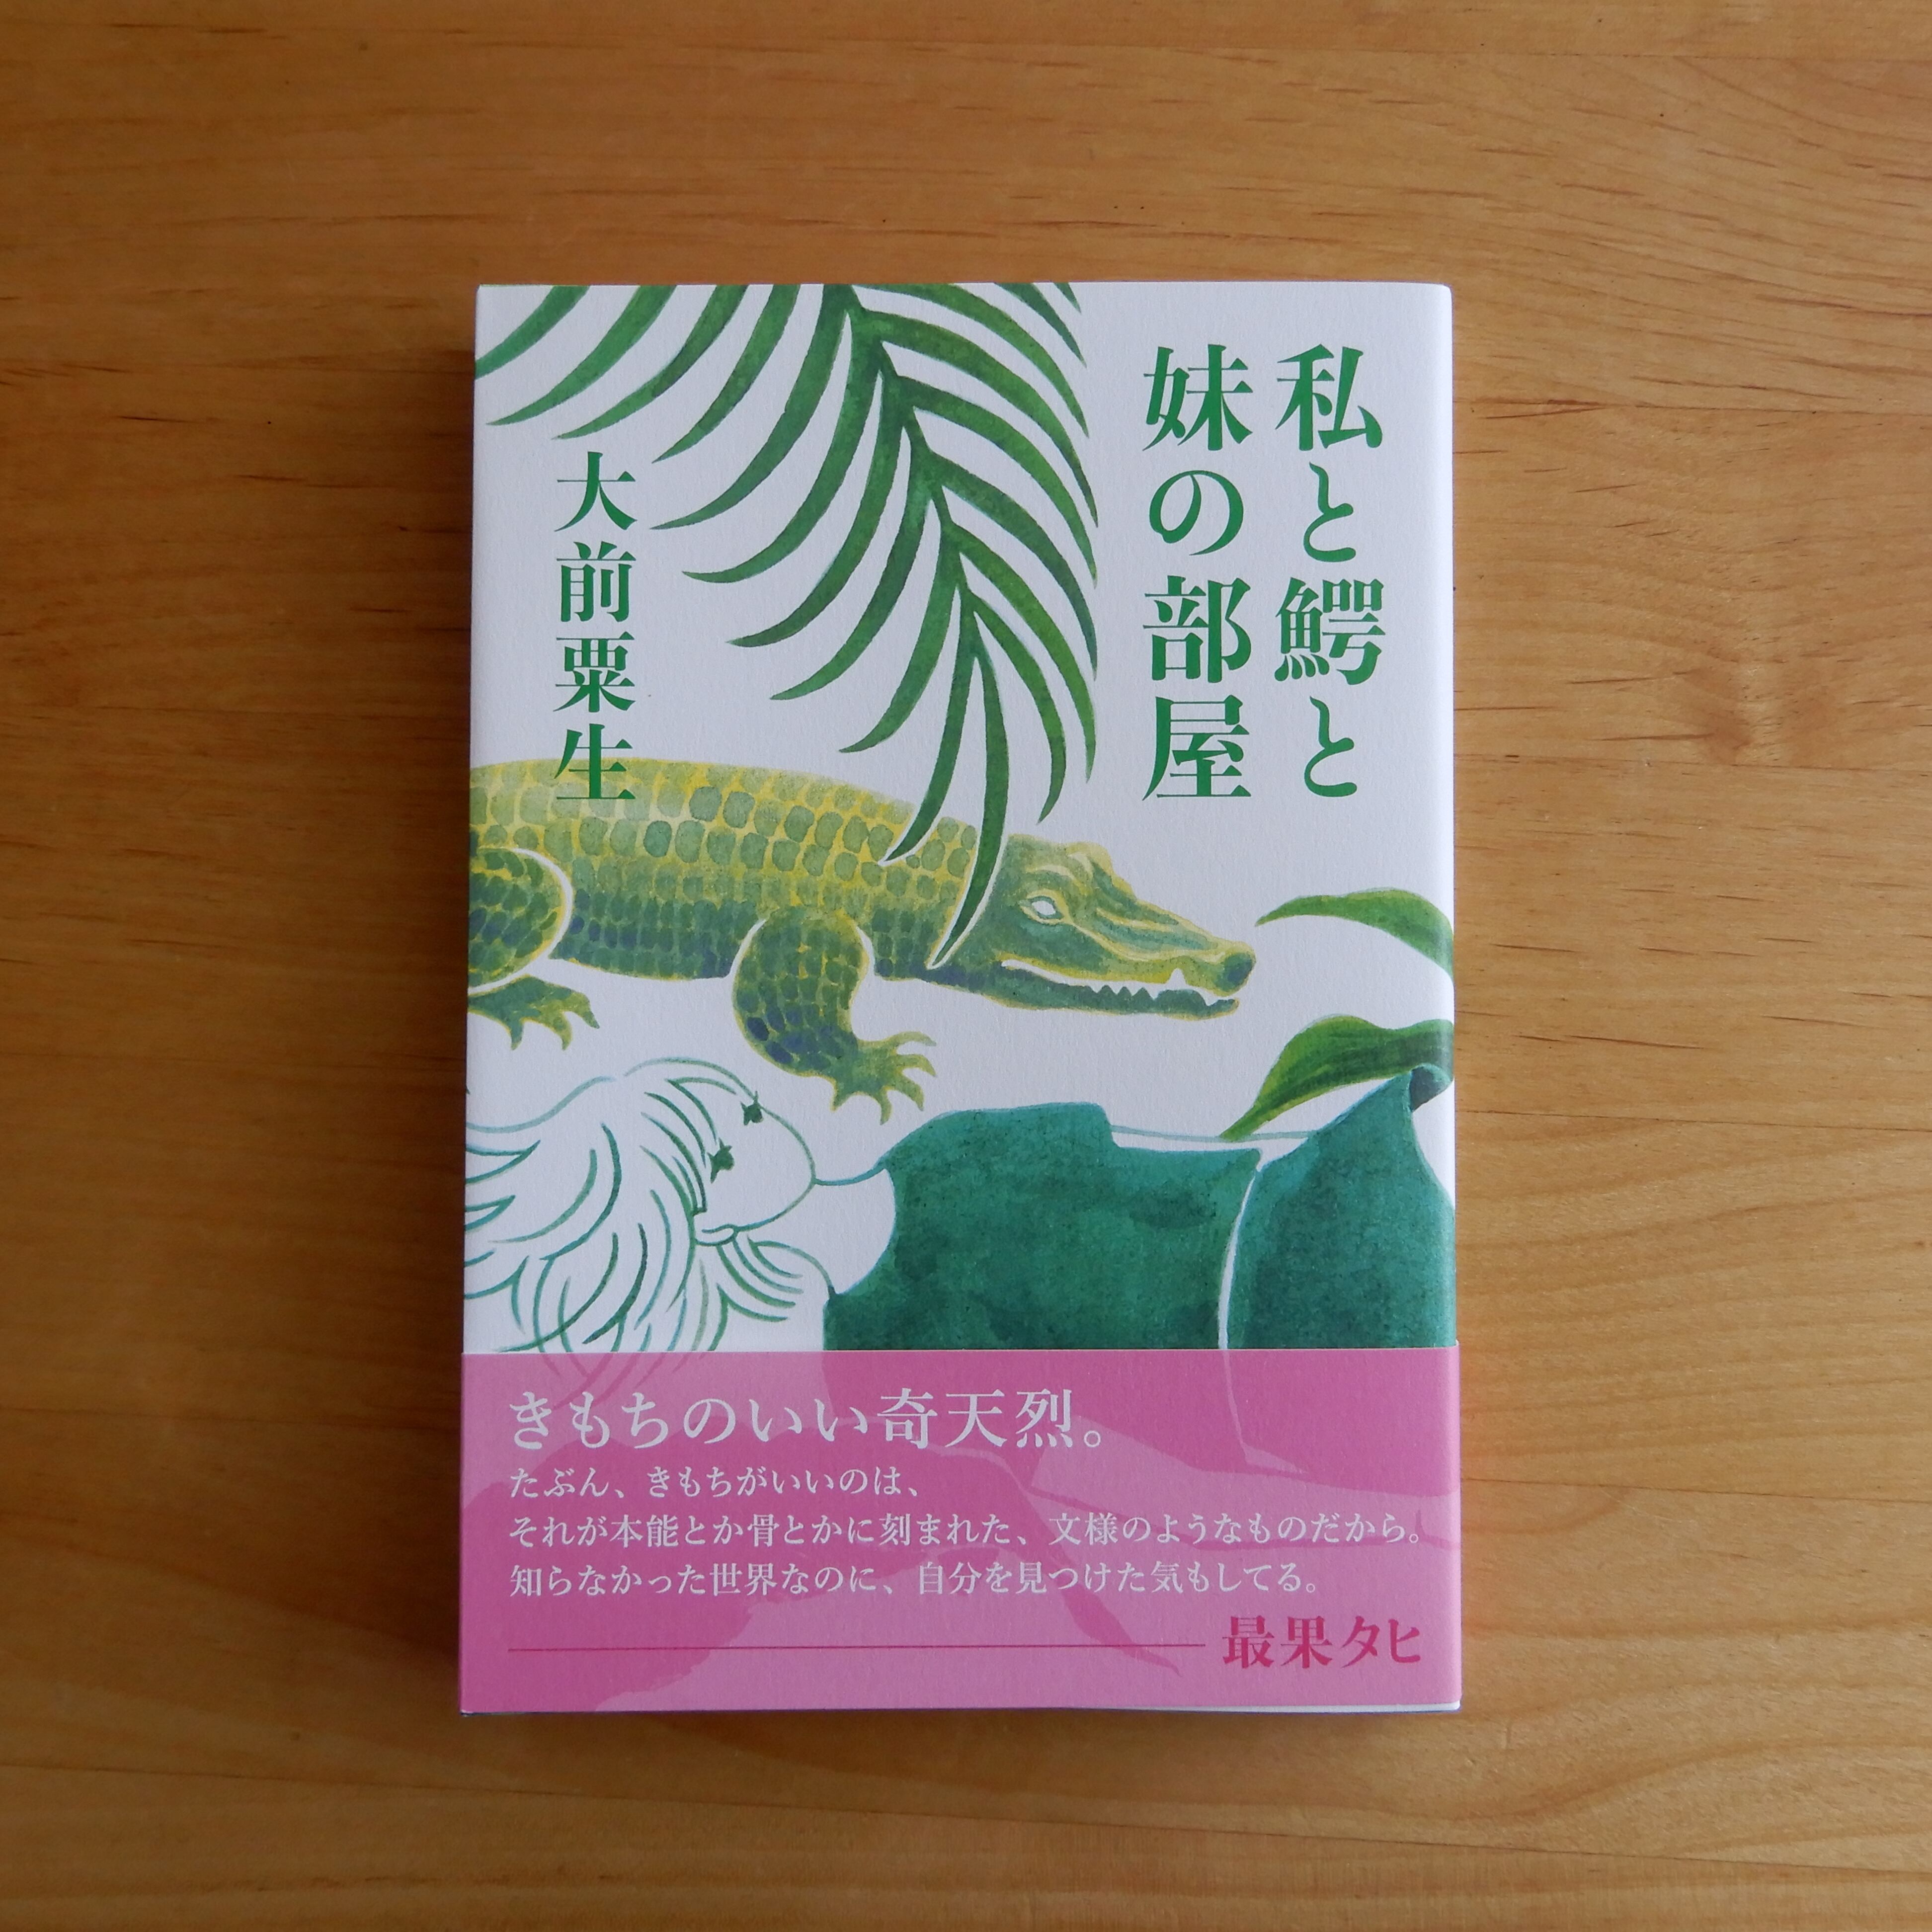 私と鰐と
妹の部屋
大前粟生
きもちのいい奇天烈。
たぶん、きもちがいいのは、
それが本能とか骨とかに刻まれた、文様のようなものだから。
知らなかった世界なのに、自分を見つけた気もしてる。
最果タヒ